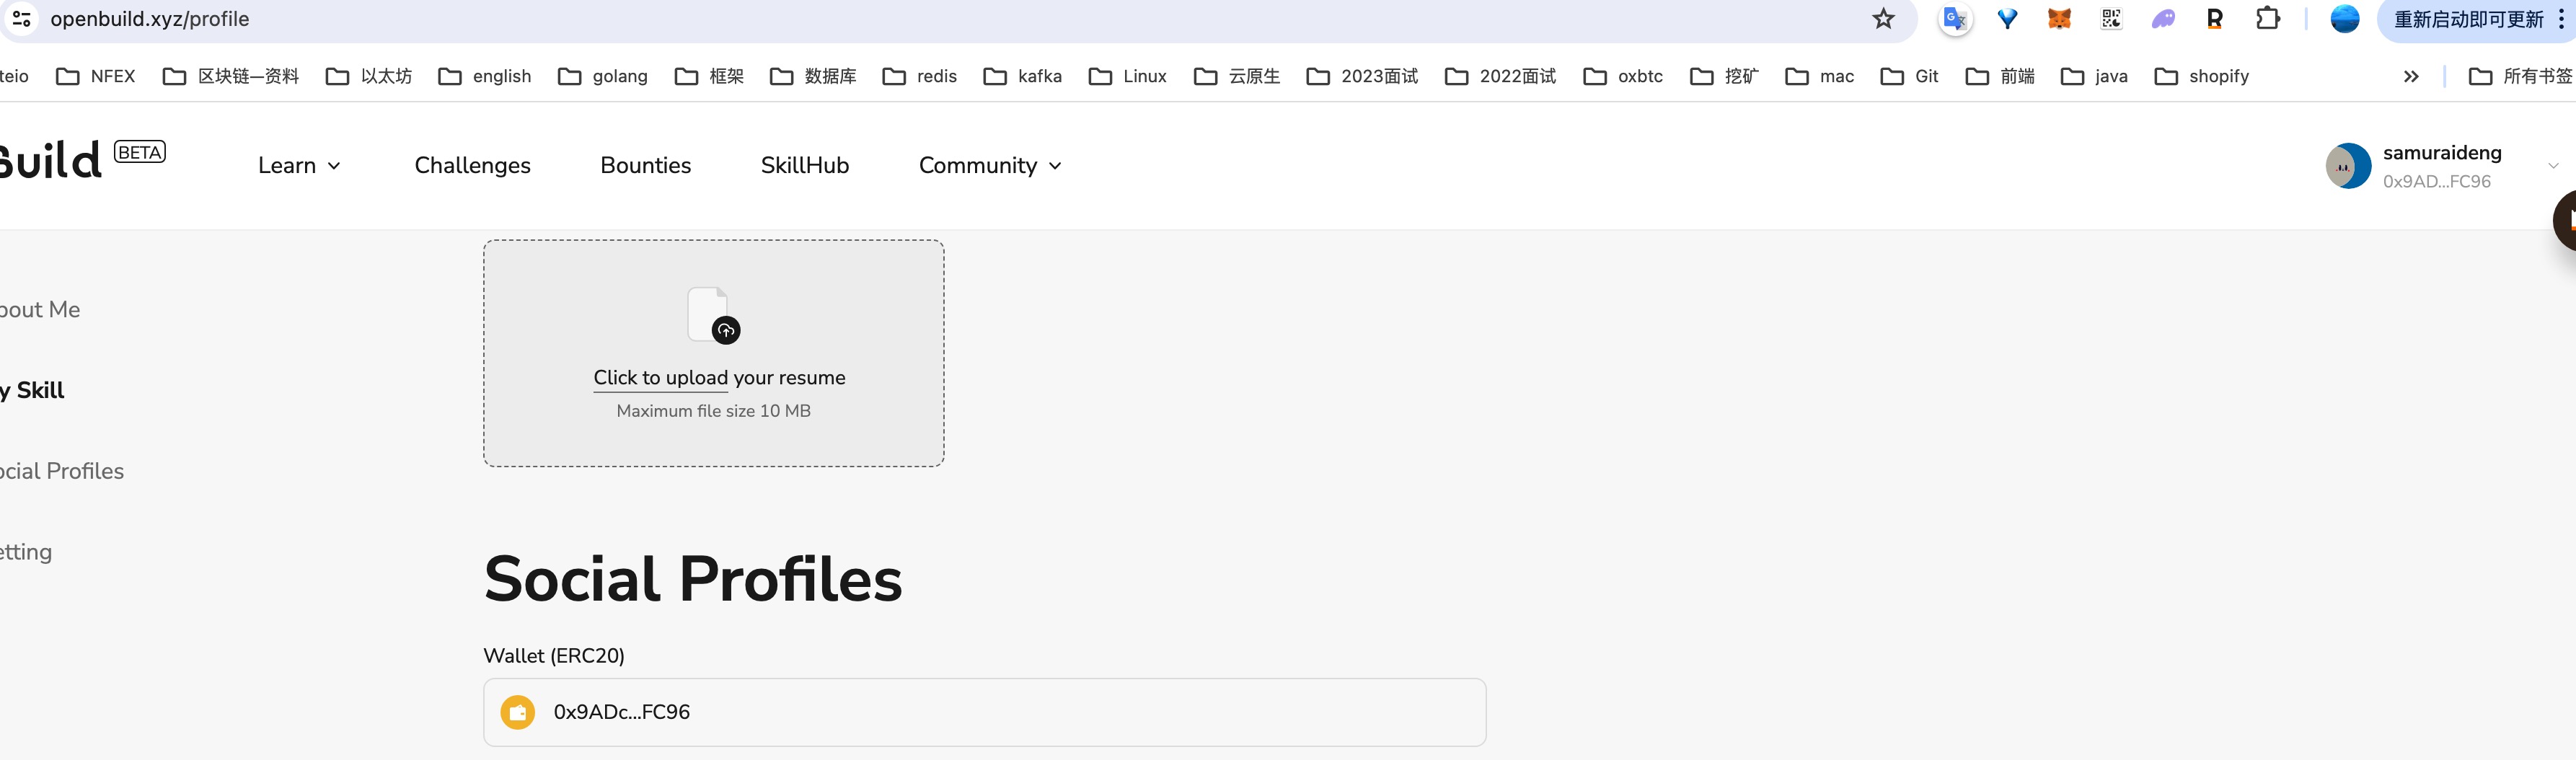 openbuild.xyz/profile
重新启动即可更新
teio NFEX 区块链—资料 以太坊 english golang 框架 数据库 redis kafka Linux 云原生 2023面试 2022面试 oxbtc 挖矿 mac Git 前端 java shopify 所有书签
Build BETA Learn Challenges Bounties SkillHub Community samuraideng
0x9AD...FC96
bout Me
y Skill
ocial Profiles
etting
Click to upload your resume
Maximum file size 10 MB
Social Profiles
Wallet (ERC20)
0x9ADc...FC96